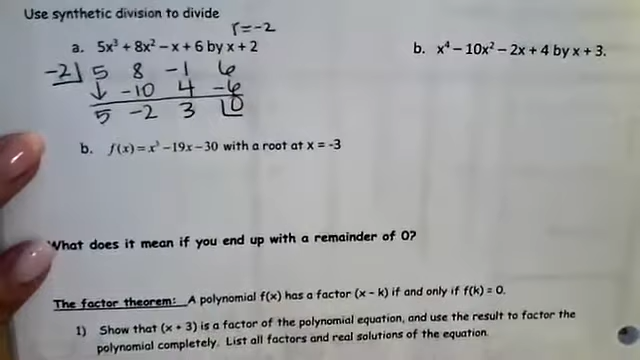 Use synthetic division to divide
r=-2
a. 5x³ + 8x² – x + 6 by x + 2
b. x⁴ – 10x² – 2x + 4 by x + 3.
-2 5 8 -1 6
↓ -10 4 -6
5 -2 3 0
b. f(x) = x³ –19x –30 with a root at x = -3
What does it mean if you end up with a remainder of 0?
The factor theorem: A polynomial f(x) has a factor (x – k) if and only if f(k) = 0.
1) Show that (x + 3) is a factor of the polynomial equation, and use the result to factor the
polynomial completely. List all factors and real solutions of the equation.